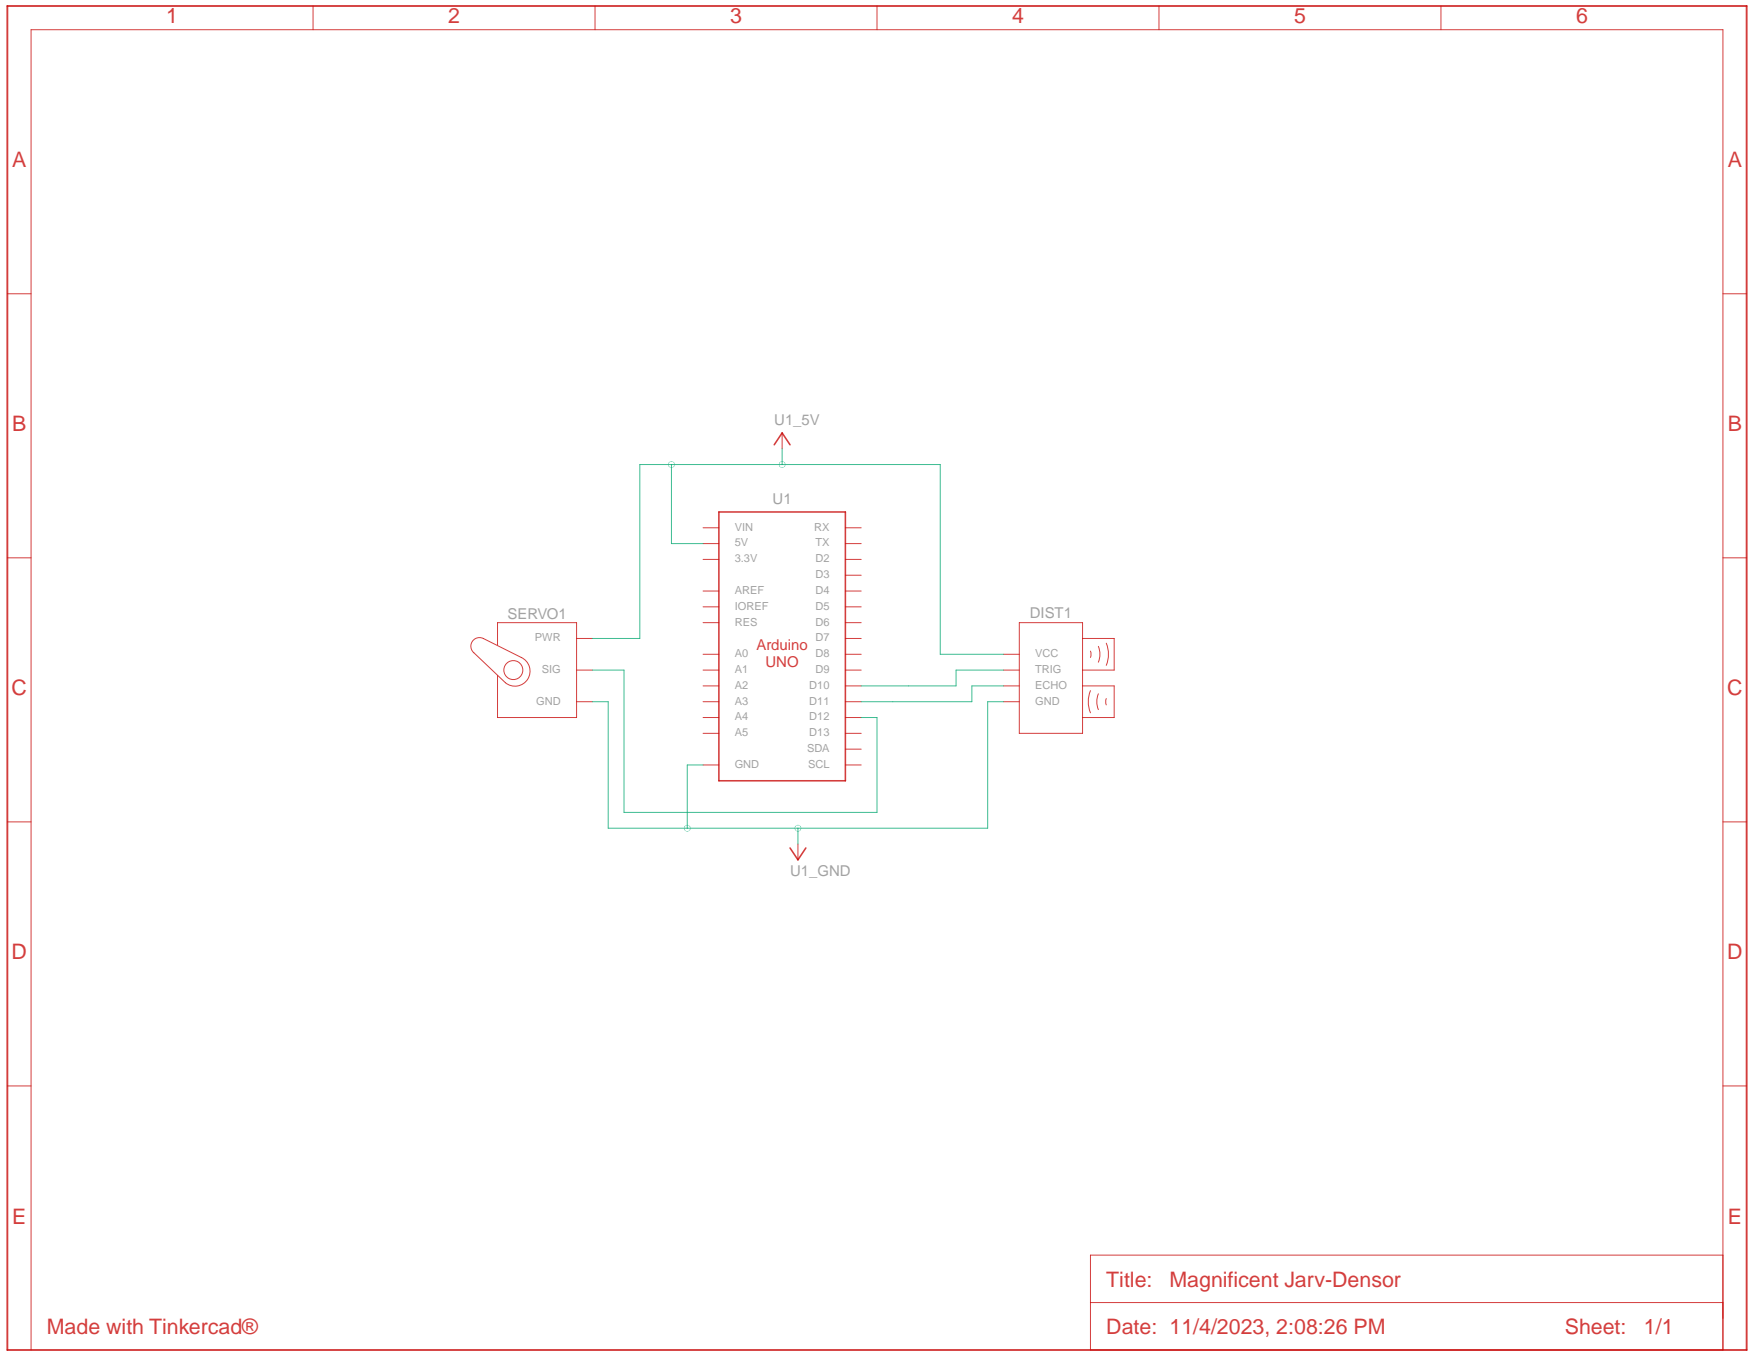 1 2 3 4 5 6
A A
B B
C C
D D
E E
U1_5V
U1
VIN RX
5V TX
3.3V D2
D3
AREF D4
IOREF D5
RES D6
D7
A0 D8
A1 D9
A2 D10
A3 D11
A4 D12
A5 D13
SDA
GND SCL
Arduino
UNO
SERVO1
PWR
SIG
GND
DIST1
VCC
TRIG
ECHO
GND
U1_GND
Title: Magnificent Jarv-Densor
Date: 11/4/2023, 2:08:26 PM Sheet: 1/1
Made with Tinkercad®